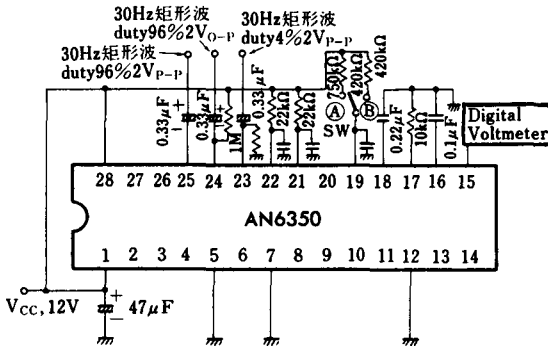 30Hz矩形波
duty96%2VO-P
30Hz矩形波
duty4%2VP-P
30Hz矩形波
duty96%2VP-P
0.33μF
+
−
0.33μF
+
−
1M
0.33μF
22kΩ
22kΩ
750kΩ
420kΩ
420kΩ
A
B
SW
0.22μF
10kΩ
0.1μF
Digital
Voltmeter
28 27 26 25 24 23 22 21 20 19 18 17 16 15
AN6350
1 2 3 4 5 6 7 8 9 10 11 12 13 14
VCC, 12V
+
−
47μF